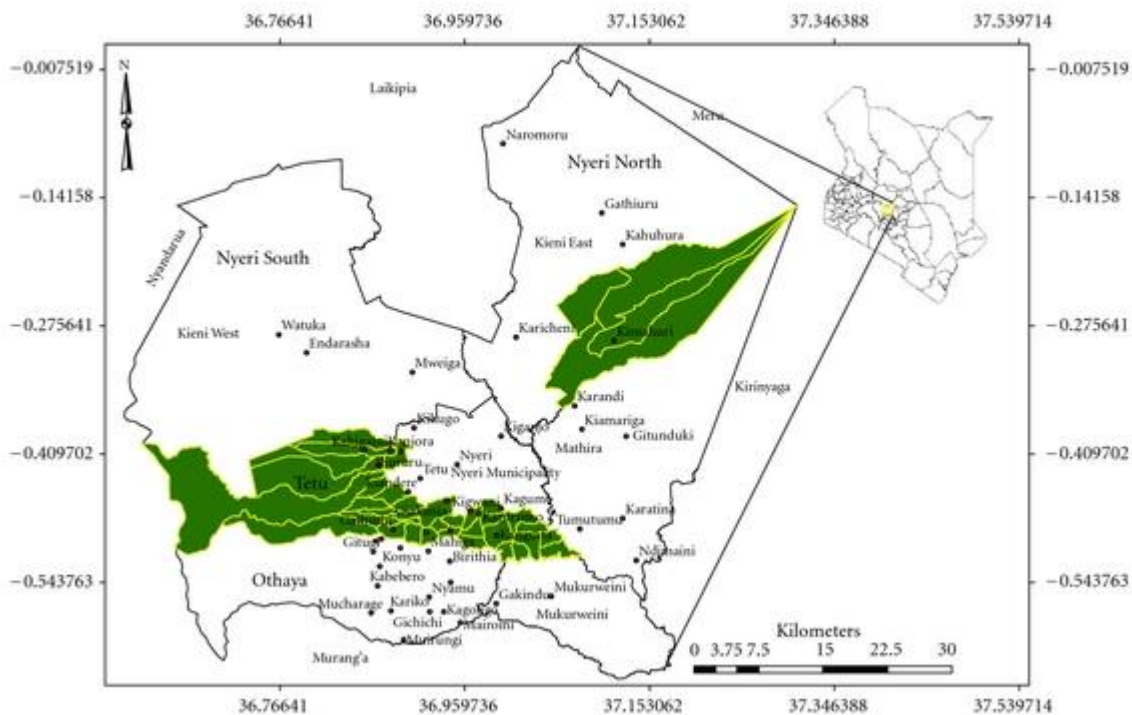 36.76641 36.959736 37.153062 37.346388 37.539714
−0.007519 −0.007519
N
Laikipia
Meru
Naromoru
Nyeri North
−0.14158 −0.14158
Gathiuru
Kieni East Kahuhura
Nyandarua
Nyeri South
−0.275641 −0.275641
Kieni West Watuka
Endarasha
Karicheni
Mweiga
Kirinyaga
Karandi
Kiamariga
Gitunduki
Mathira
−0.409702 −0.409702
Nyeri
Tetu Nyeri Municipality
Tetu
Kagumo
Karatina
Tumutumu
Birithia
Konyu
Othaya
Kabebero
−0.543763 −0.543763
Nyamu
Mukurweini
Gakindu
Mucharage Kariko
Mukurweini
Gichichi
Murang'a
Kilometers
0 3.75 7.5 15 22.5 30
36.76641 36.959736 37.153062 37.346388 37.539714